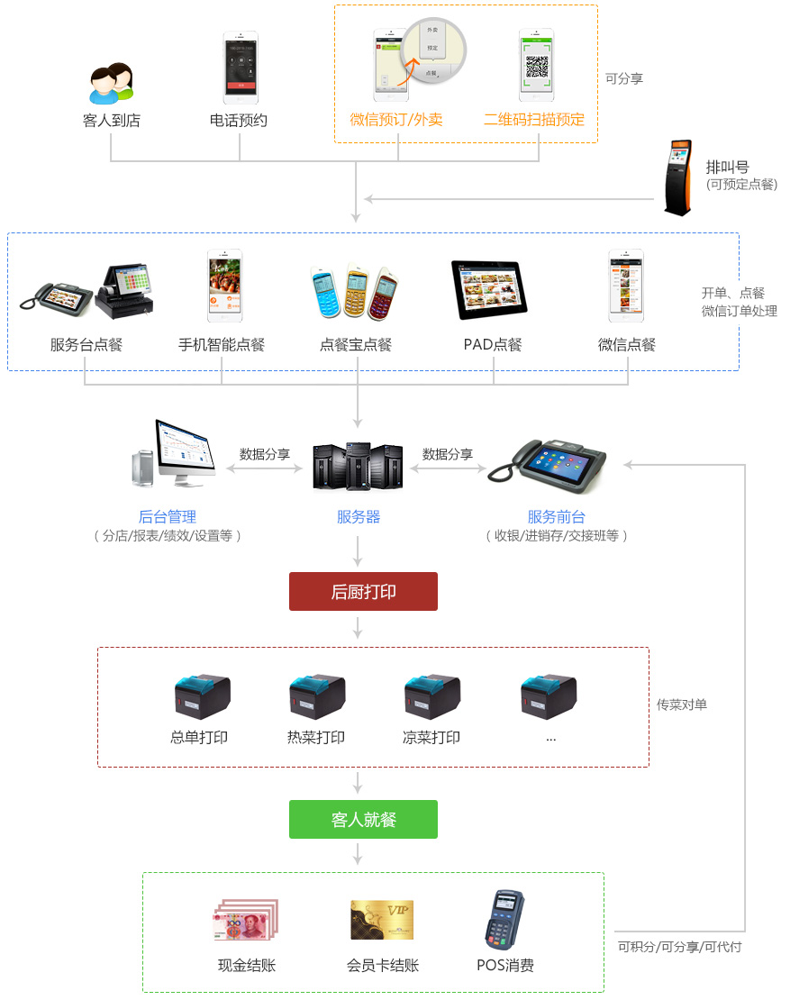 外卖
预定
点餐
客人到店
电话预约
微信预订/外卖
二维码扫描预定
可分享
排叫号
(可预定点餐)
开单、点餐
微信订单处理
服务台点餐
手机智能点餐
点餐宝点餐
PAD点餐
微信点餐
数据分享
数据分享
后台管理
服务器
服务前台
（分店/报表/绩效/设置等）
（收银/进销存/交接班等）
后厨打印
总单打印
热菜打印
凉菜打印
...
传菜对单
客人就餐
100
VIP
现金结账
会员卡结账
POS消费
可积分/可分享/可代付